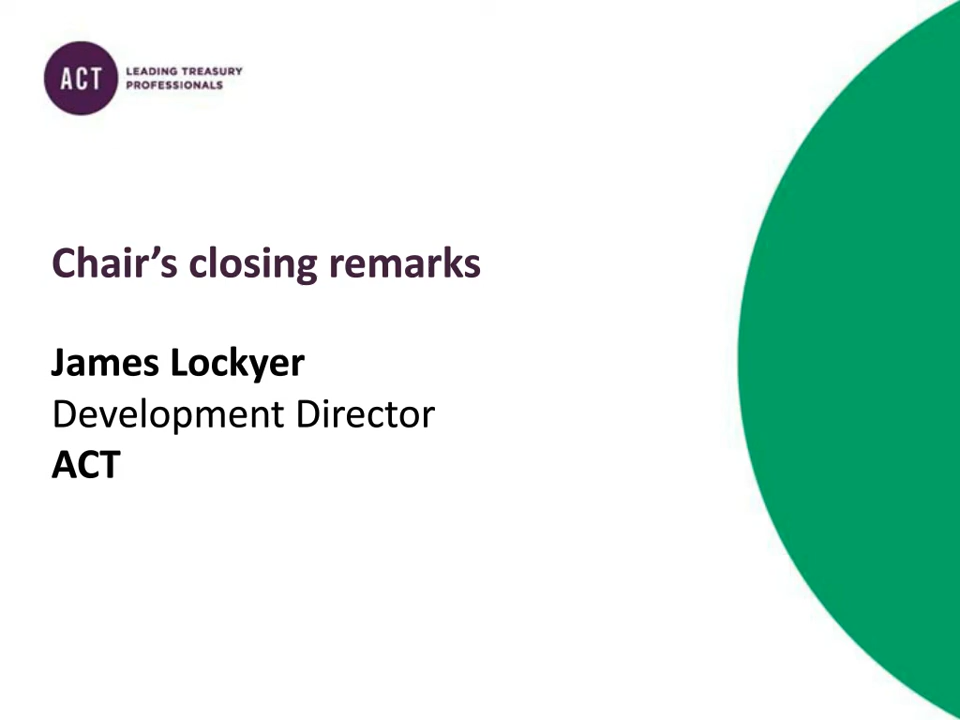 ACT
LEADING TREASURY
PROFESSIONALS
Chair’s closing remarks
James Lockyer
Development Director
ACT